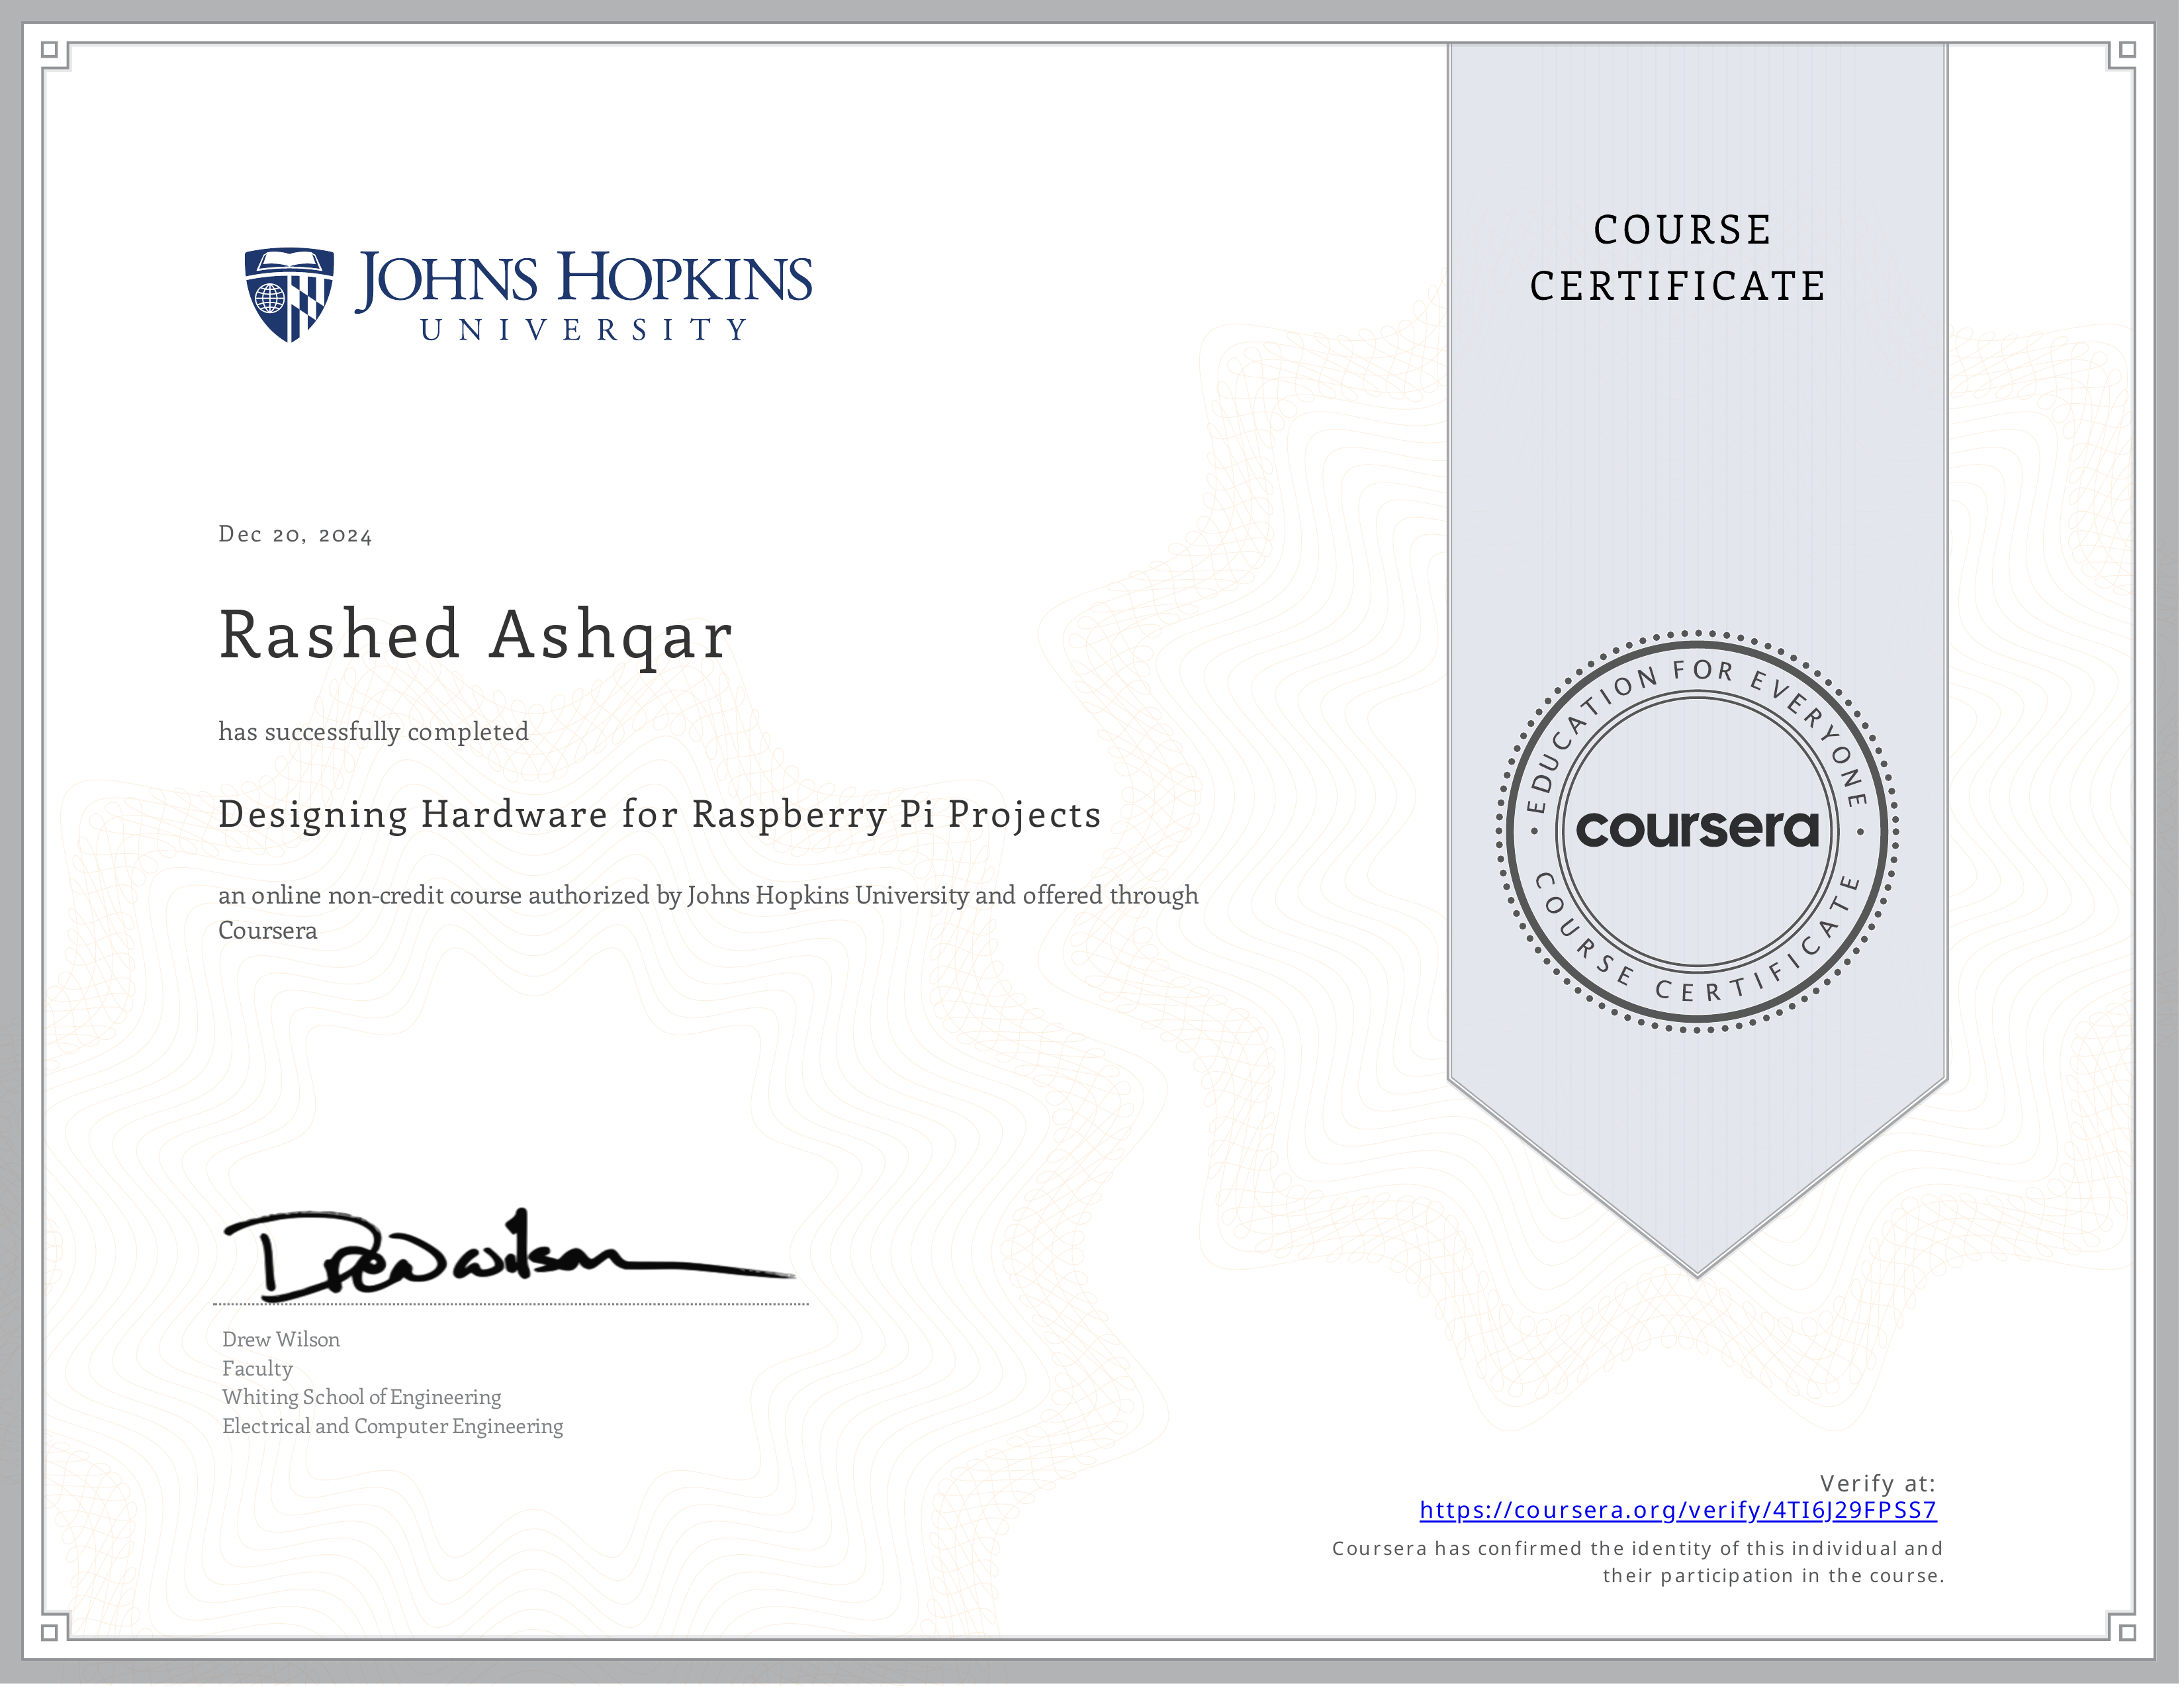 JOHNS HOPKINS
UNIVERSITY
COURSE
CERTIFICATE
Dec 20, 2024
Rashed Ashqar
has successfully completed
Designing Hardware for Raspberry Pi Projects
an online non-credit course authorized by Johns Hopkins University and offered through
Coursera
EDUCATION FOR EVERYONE
coursera
COURSE CERTIFICATE
Drew Wilson
Drew Wilson
Faculty
Whiting School of Engineering
Electrical and Computer Engineering
Verify at:
https://coursera.org/verify/4TI6J29FPSS7
Coursera has confirmed the identity of this individual and
their participation in the course.